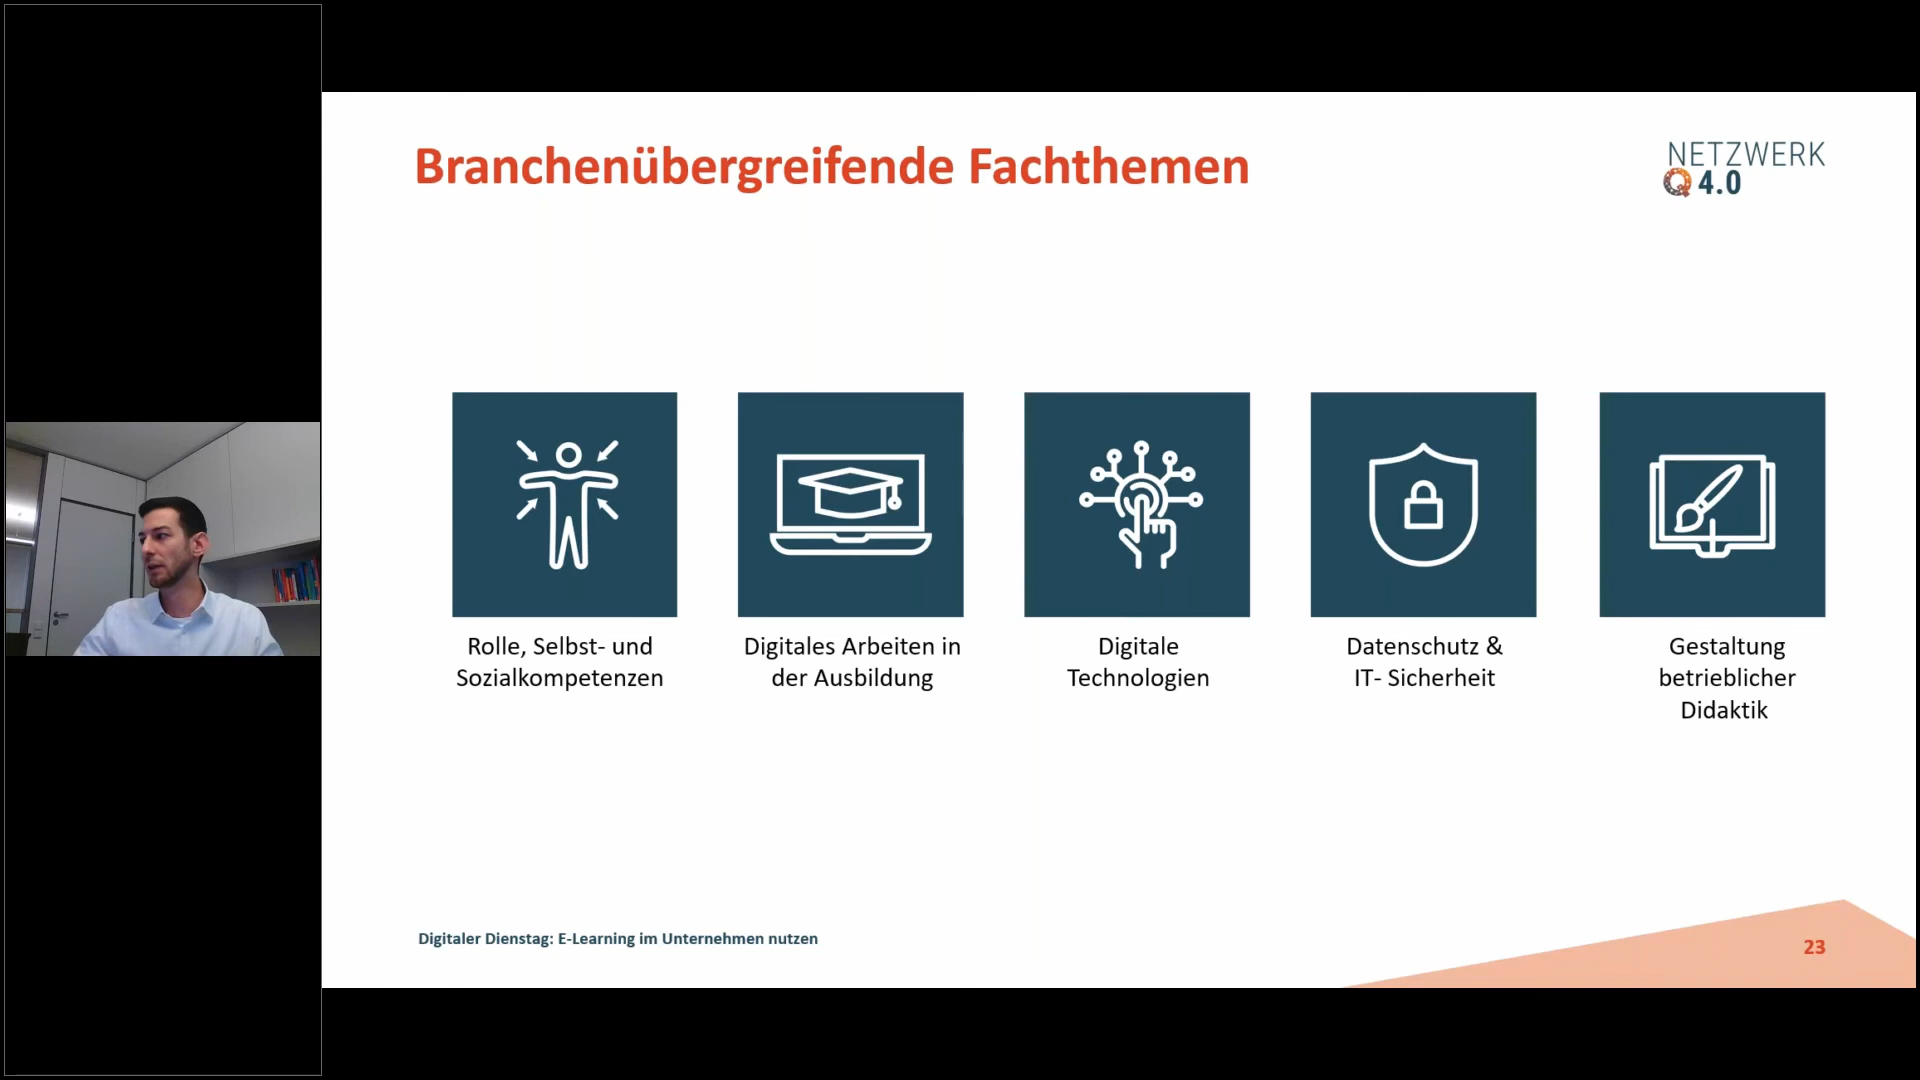 Branchenübergreifende Fachthemen
NETZWERK
Q 4.0
Rolle, Selbst- und
Sozialkompetenzen
Digitales Arbeiten in
der Ausbildung
Digitale
Technologien
Datenschutz &
IT- Sicherheit
Gestaltung
betrieblicher
Didaktik
Digitaler Dienstag: E-Learning im Unternehmen nutzen
23